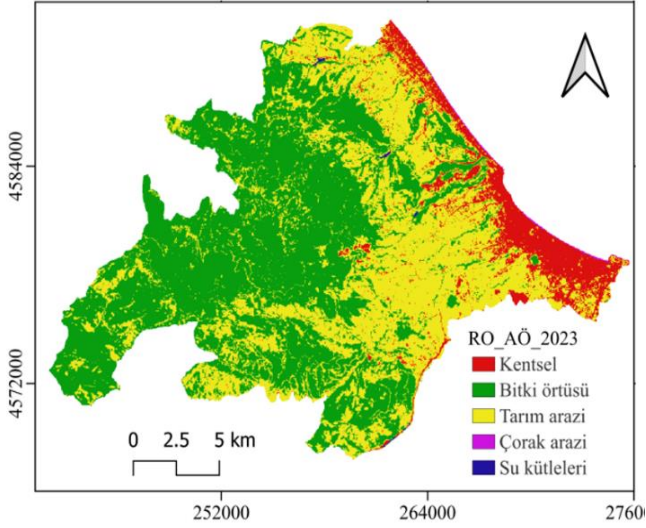 4584000
4572000
RO_AÖ_2023
Kentsel
Bitki örtüsü
Tarım arazi
Çorak arazi
Su kütleleri
0 2.5 5 km
252000 264000 27600